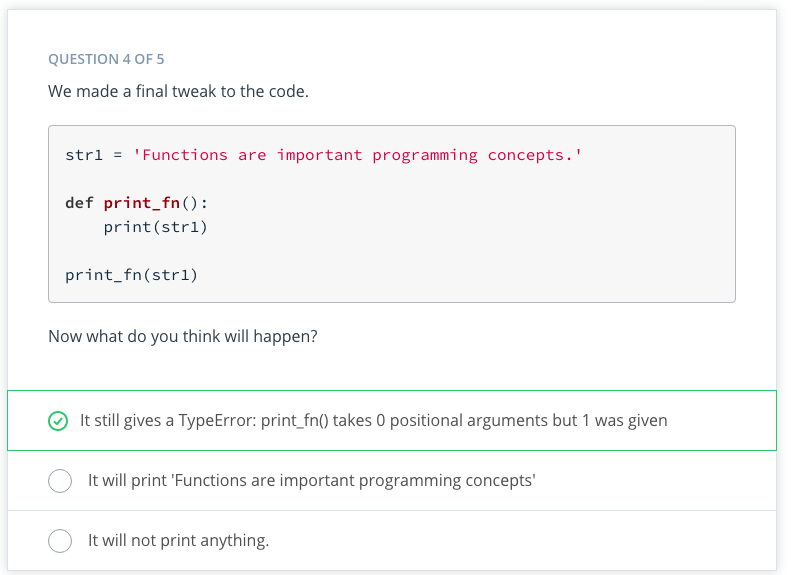 QUESTION 4 OF 5
We made a final tweak to the code.
str1 = 'Functions are important programming concepts.'
def print_fn():
    print(str1)
print_fn(str1)
Now what do you think will happen?
It still gives a TypeError: print_fn() takes 0 positional arguments but 1 was given
It will print 'Functions are important programming concepts'
It will not print anything.